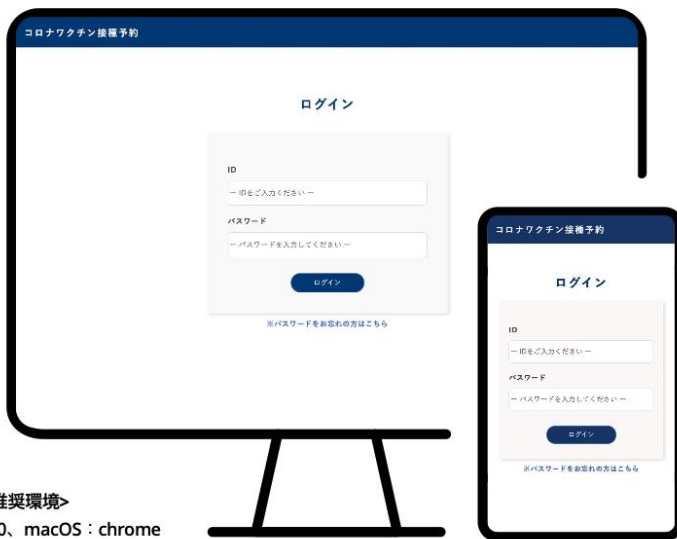 コロナワクチン接種予約
ログイン
ID
ー IDをご入力ください ー
パスワード
ー パスワードを入力してください ー
ログイン
※パスワードをお忘れの方はこちら
コロナワクチン接種予約
ログイン
ID
ー IDをご入力ください ー
パスワード
ー パスワードを入力してください ー
ログイン
※パスワードをお忘れの方はこちら
推奨環境>
0、macOS：chrome